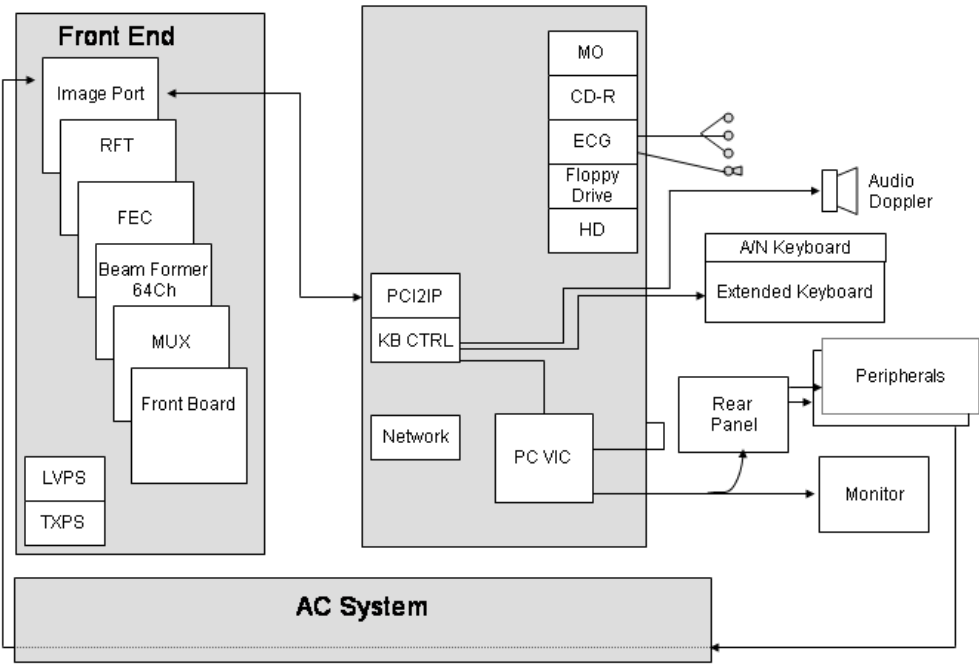 Front End
Image Port
RFT
FEC
Beam Former
64Ch
MUX
Front Board
LVPS
TXPS
MO
CD-R
ECG
Floppy
Drive
HD
PCI2IP
KB CTRL
Network
PC VIC
Audio
Doppler
A/N Keyboard
Extended Keyboard
Rear
Panel
Peripherals
Monitor
AC System